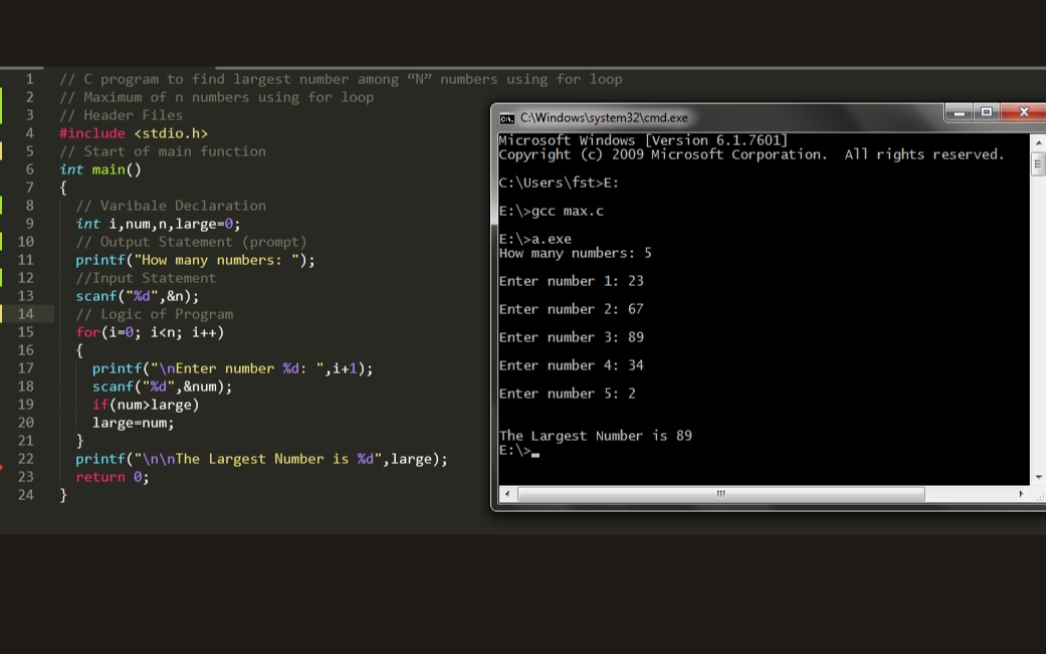 1 // C program to find largest number among “N” numbers using for loop
2 // Maximum of n numbers using for loop
3 // Header Files
4 #include <stdio.h>
5 // Start of main function
6 int main()
7 {
8 // Varibale Declaration
9 int i,num,n,large=0;
10 // Output Statement (prompt)
11 printf("How many numbers: ");
12 //Input Statement
13 scanf("%d",&n);
14 // Logic of Program
15 for(i=0; i<n; i++)
16 {
17 printf("\nEnter number %d: ",i+1);
18 scanf("%d",&num);
19 if(num>large)
20 large=num;
21 }
22 printf("\n\nThe Largest Number is %d",large);
23 return 0;
24 }
C:\Windows\system32\cmd.exe
Microsoft Windows [Version 6.1.7601]
Copyright (c) 2009 Microsoft Corporation. All rights reserved.
C:\Users\fst>E:
E:\>gcc max.c
E:\>a.exe
How many numbers: 5
Enter number 1: 23
Enter number 2: 67
Enter number 3: 89
Enter number 4: 34
Enter number 5: 2
The Largest Number is 89
E:\>_